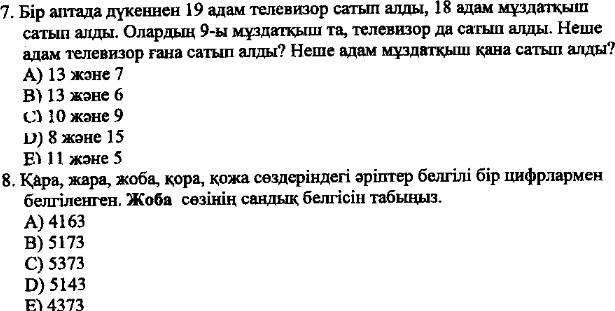 7. Бір аптада дүкеннен 19 адам телевизор сатып алды, 18 адам мұздатқыш
сатып алды. Олардың 9-ы мұздатқыш та, телевизор да сатып алды. Неше
адам телевизор ғана сатып алды? Неше адам мұздатқыш қана сатып алды?
A) 13 және 7
B) 13 және 6
C) 10 және 9
D) 8 және 15
E) 11 және 5
8. Қара, жара, жоба, қора, қожа сөздеріндегі әріптер белгілі бір цифрлармен
белгіленген. Жоба сөзінің сандық белгісін табыңыз.
A) 4163
B) 5173
C) 5373
D) 5143
E) 4373